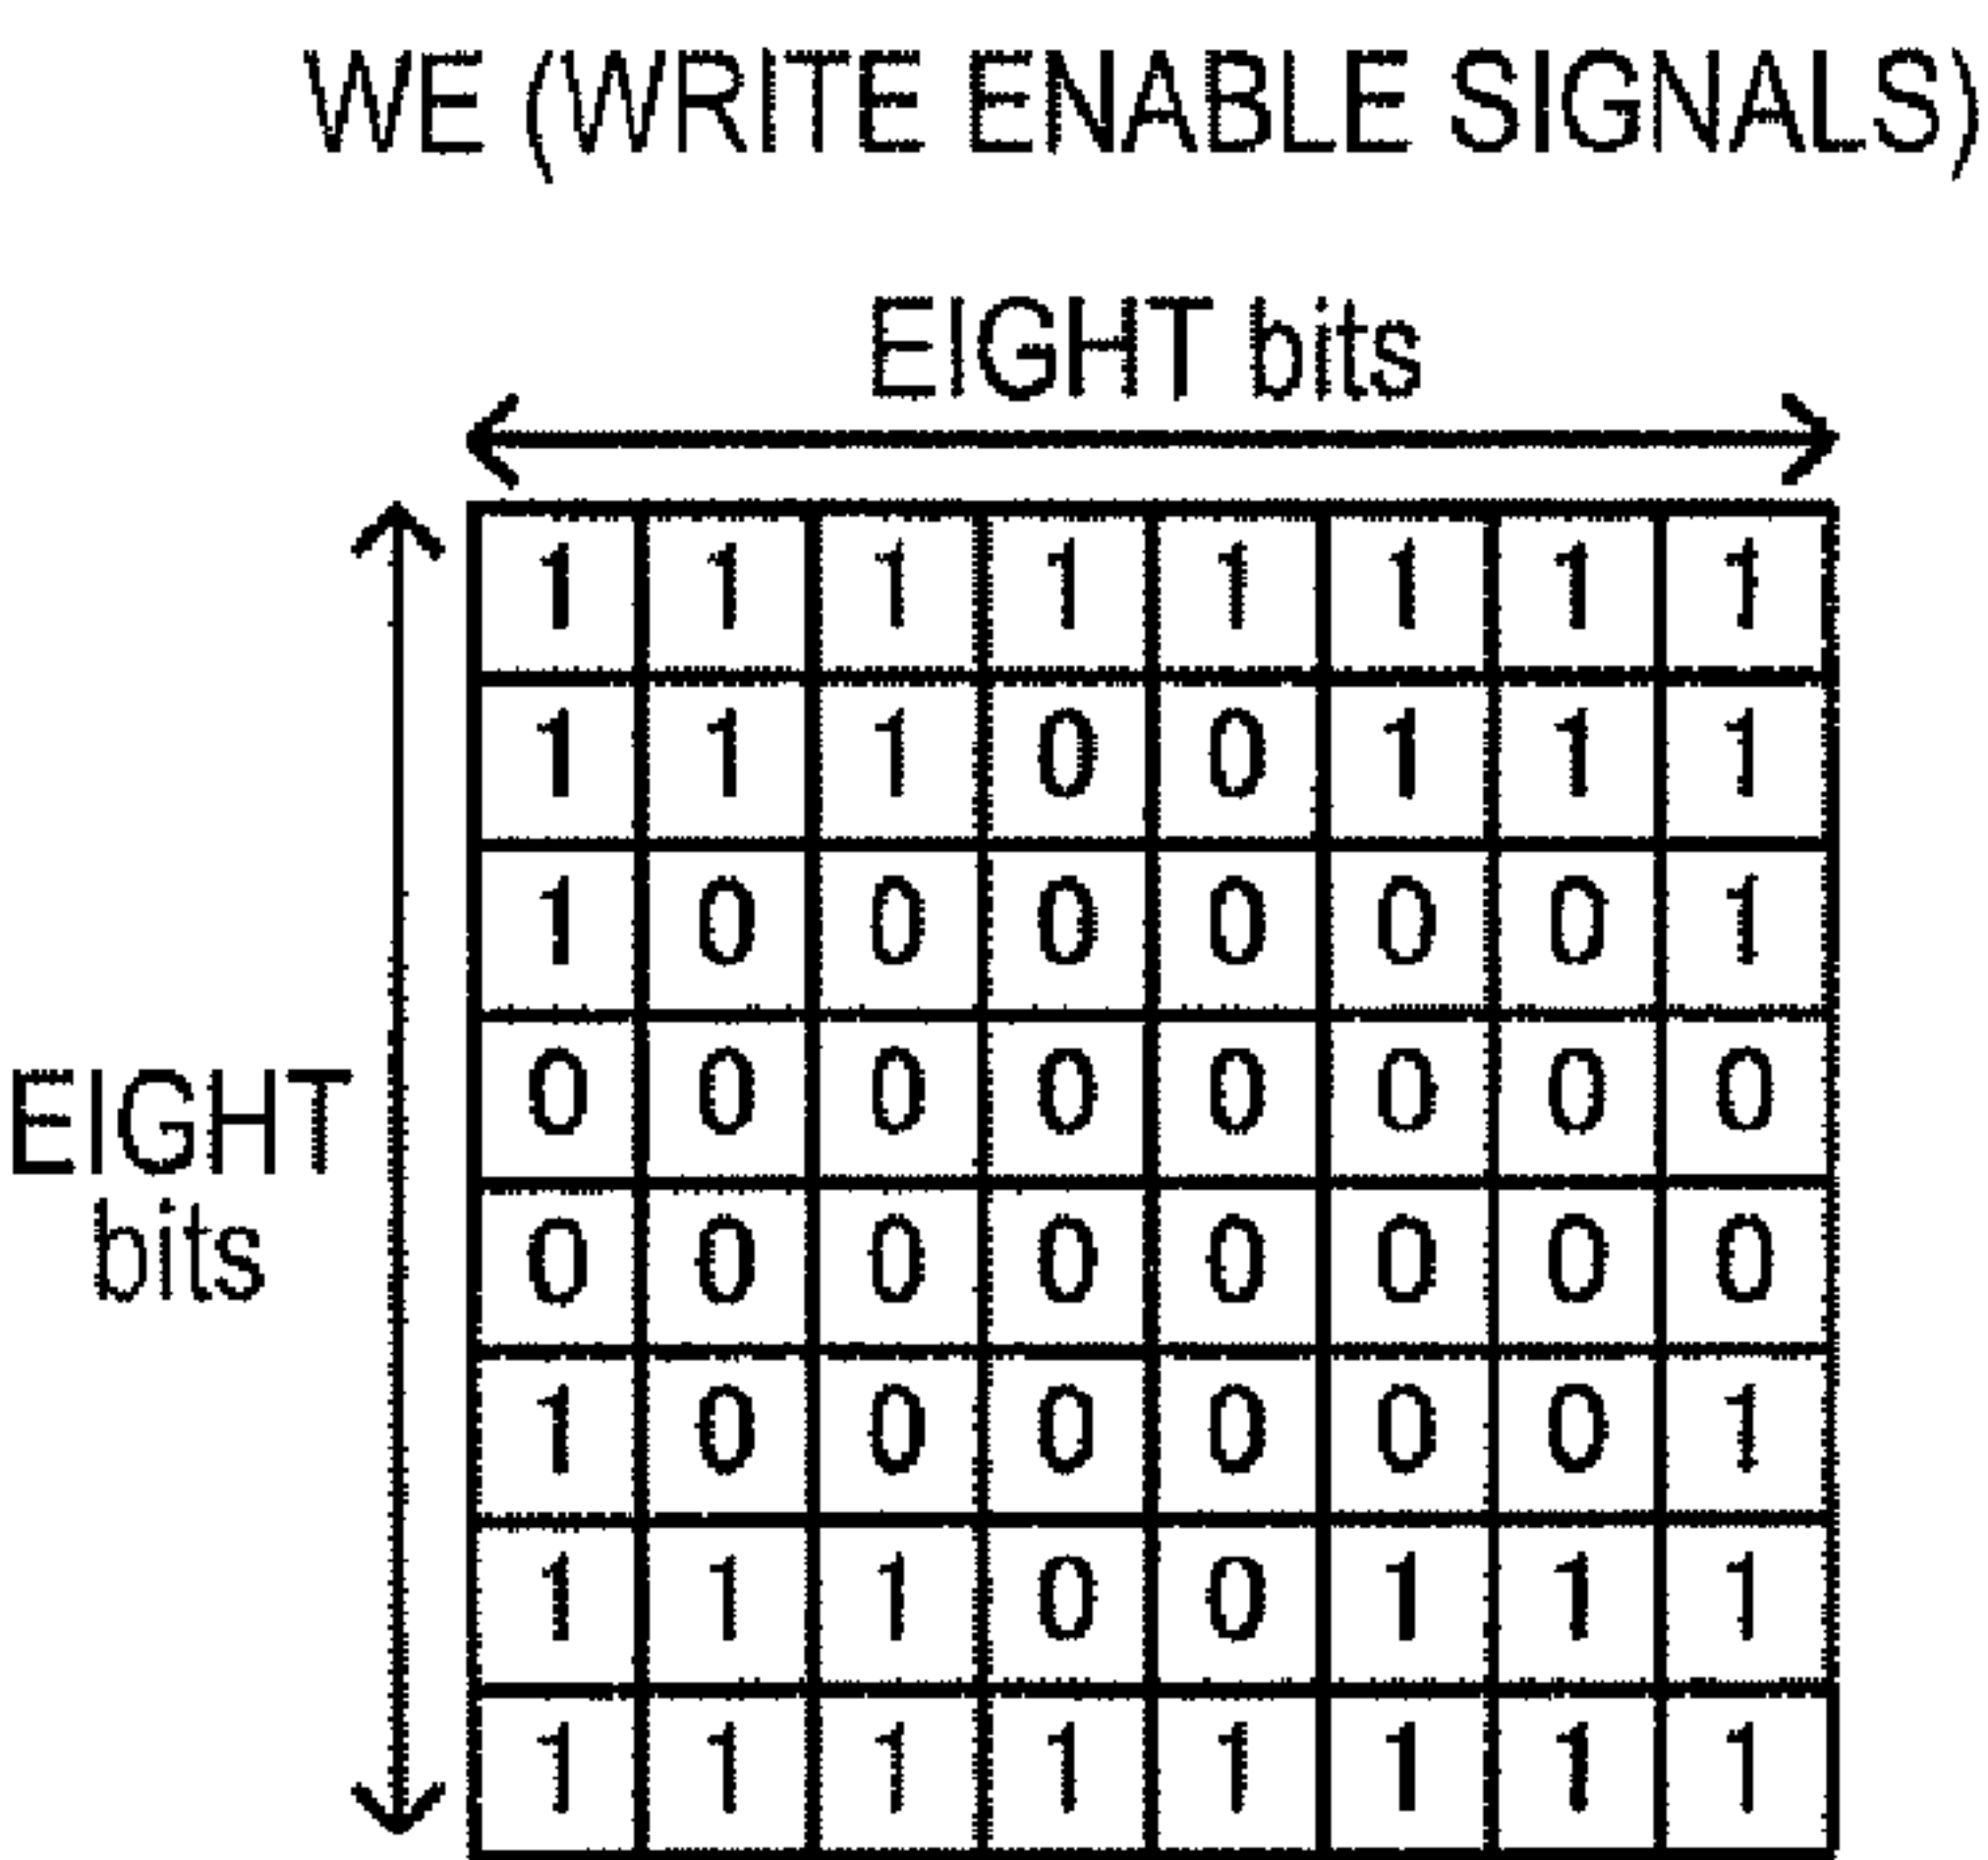 WE (WRITE ENABLE SIGNALS)
EIGHT bits
1 1 1 1 1 1 1 1
1 1 1 0 0 1 1 1
1 0 0 0 0 0 0 1
0 0 0 0 0 0 0 0
EIGHT
bits
0 0 0 0 0 0 0 0
1 0 0 0 0 0 0 1
1 1 1 0 0 1 1 1
1 1 1 1 1 1 1 1